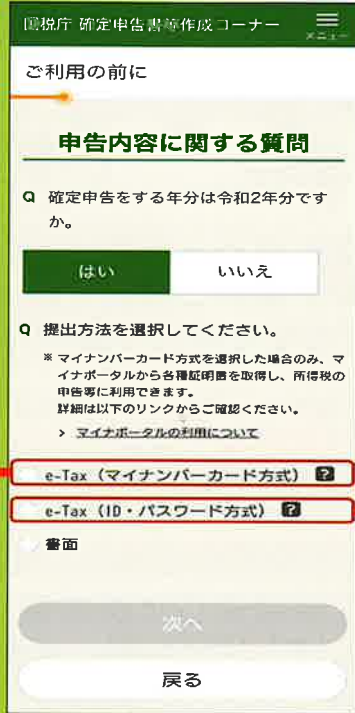 国税庁 確定申告書等作成コーナー
メニュー
ご利用の前に
申告内容に関する質問
Q 確定申告をする年分は令和2年分です
か。
はい
いいえ
Q 提出方法を選択してください。
※ マイナンバーカード方式を選択した場合のみ、マ
イナポータルから各種証明書を取得し、所得税の
申告等に利用できます。
詳細は以下のリンクからご確認ください。
> マイナポータルの利用について
e-Tax（マイナンバーカード方式） ?
e-Tax（ID・パスワード方式） ?
書面
次へ
戻る